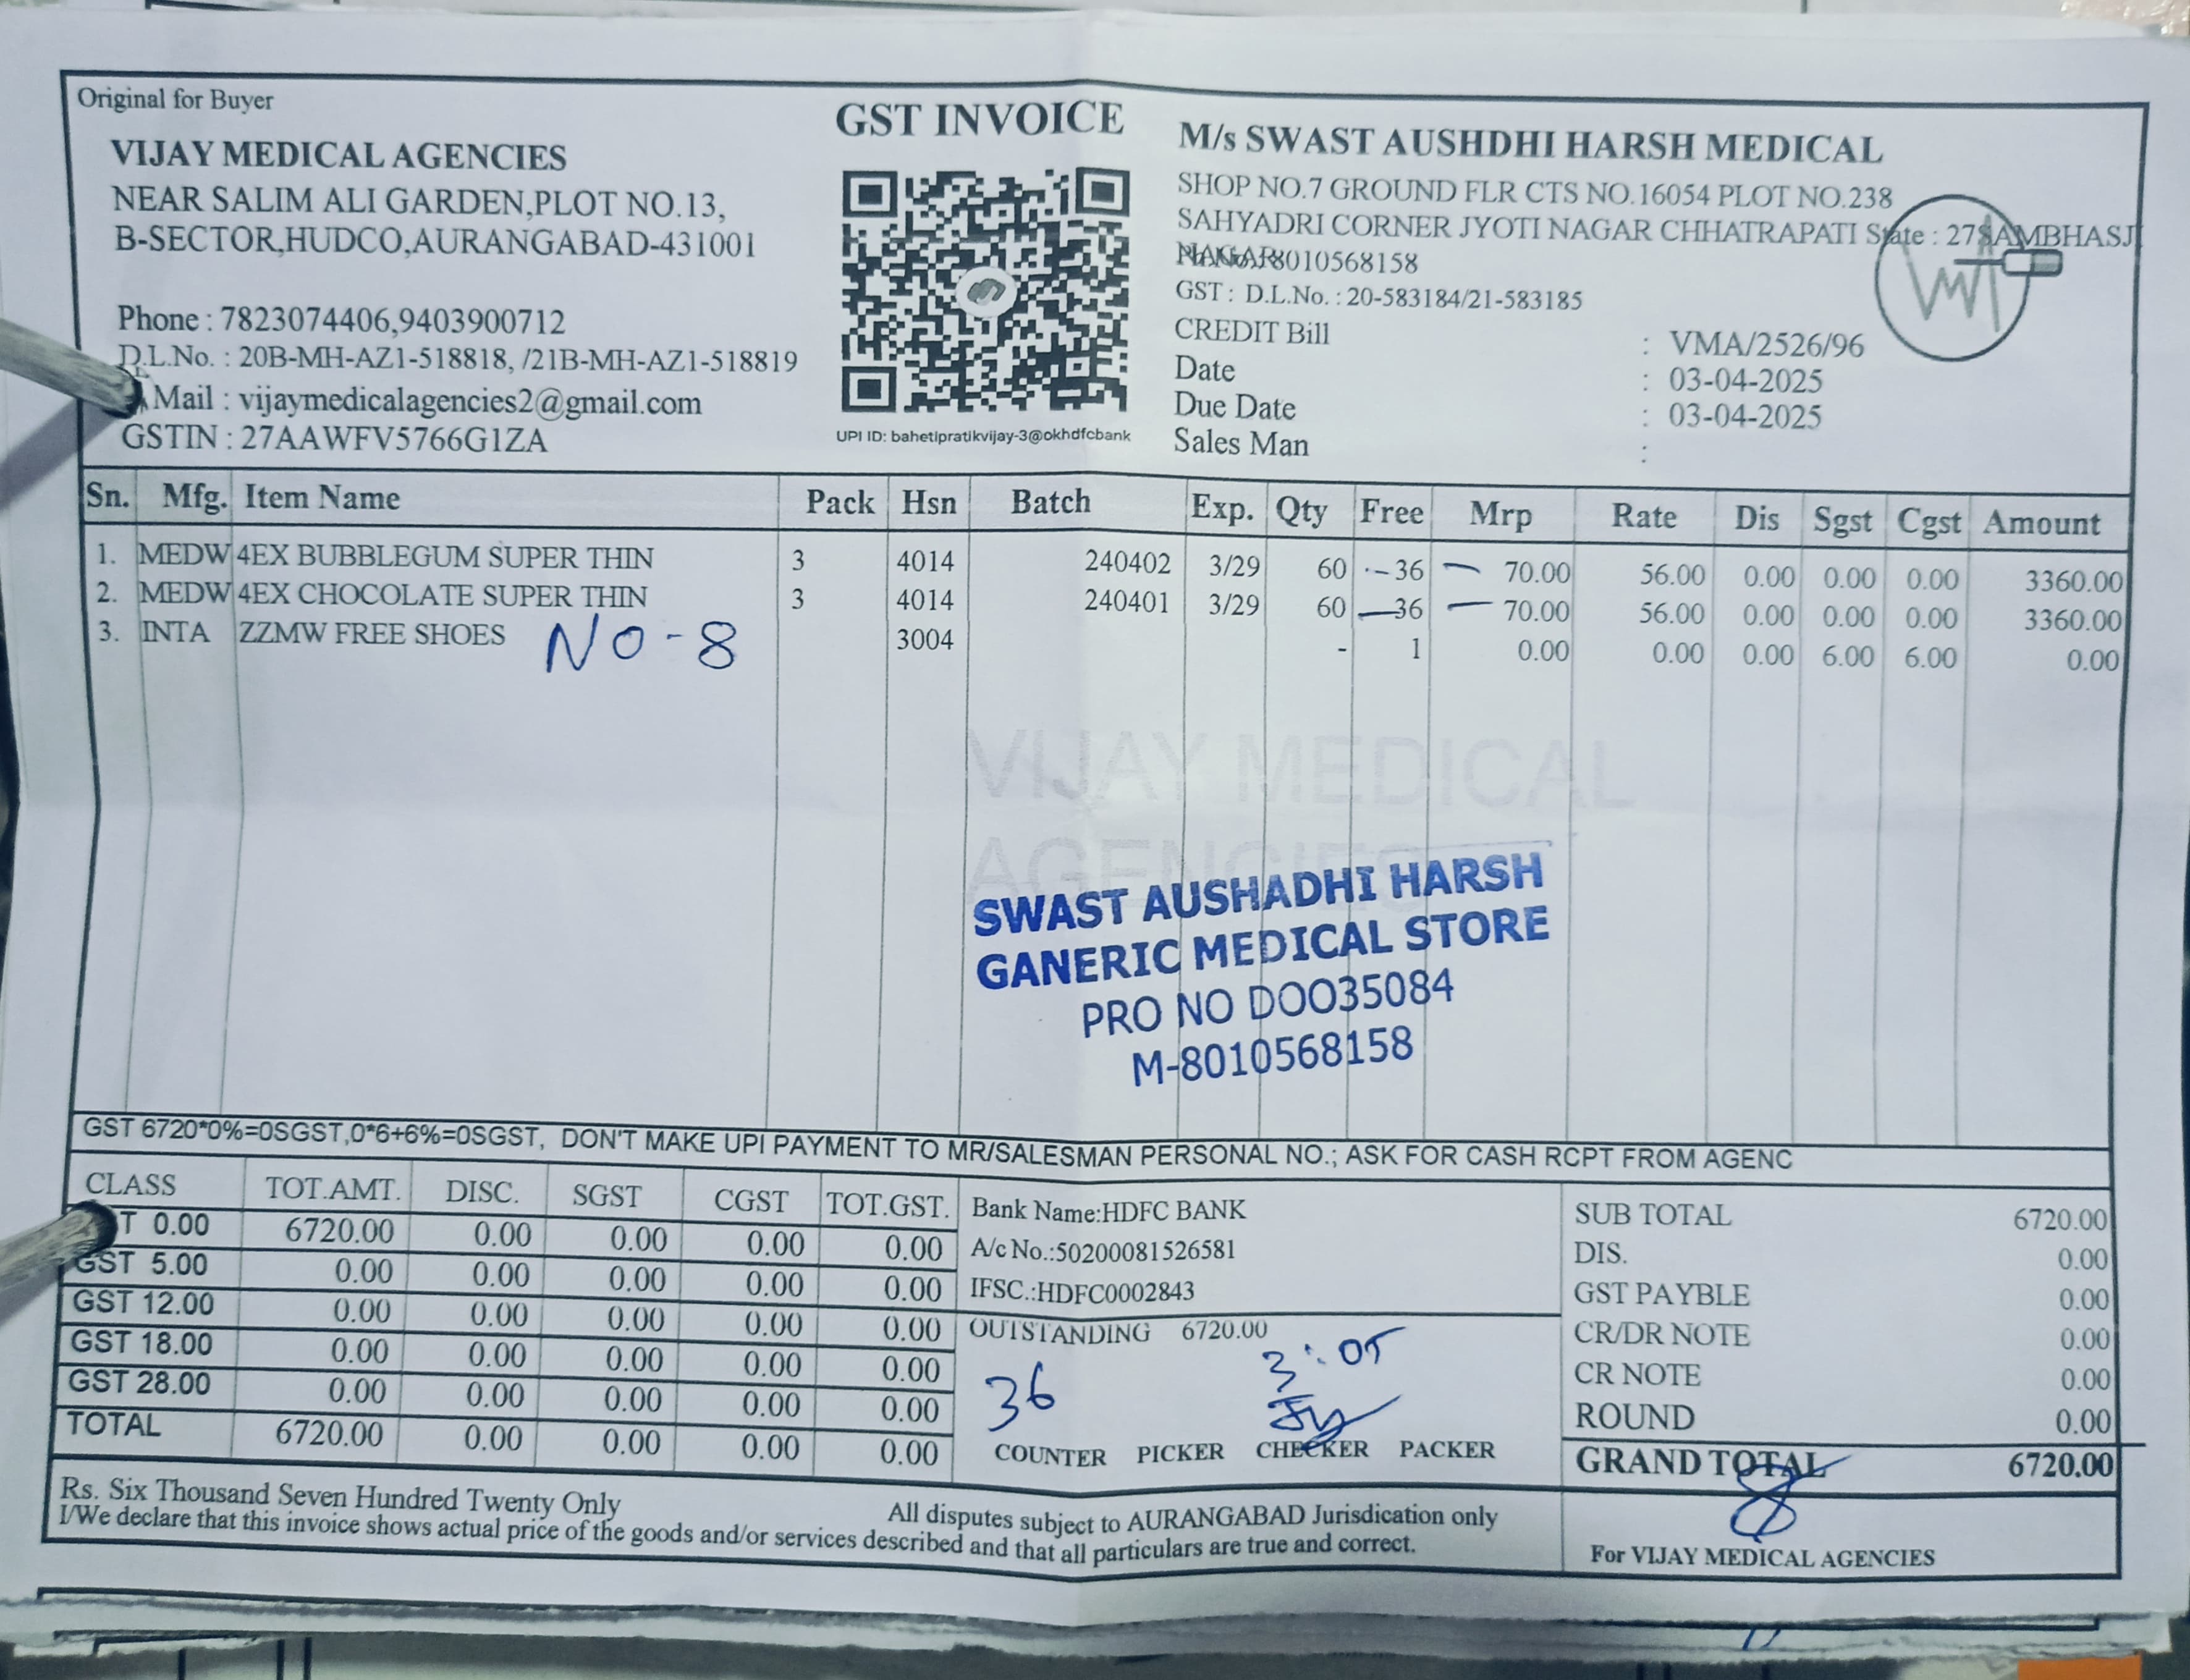 Original for Buyer
VIJAY MEDICAL AGENCIES
NEAR SALIM ALI GARDEN,PLOT NO.13,
B-SECTOR,HUDCO,AURANGABAD-431001
Phone : 7823074406,9403900712
D.L.No. : 20B-MH-AZ1-518818, /21B-MH-AZ1-518819
Mail : vijaymedicalagencies2@gmail.com
GSTIN : 27AAWFV5766G1ZA
GST INVOICE
UPI ID: bahetipratikvijay-3@okhdfcbank
M/s SWAST AUSHDHI HARSH MEDICAL
SHOP NO.7 GROUND FLR CTS NO.16054 PLOT NO.238
SAHYADRI CORNER JYOTI NAGAR CHHATRAPATI State : 27 SAMBHASJI
NAGAR 8010568158
GST : D.L.No. : 20-583184/21-583185
CREDIT Bill : VMA/2526/96
Date : 03-04-2025
Due Date : 03-04-2025
Sales Man :
Sn. Mfg. Item Name Pack Hsn Batch Exp. Qty Free Mrp Rate Dis Sgst Cgst Amount
1. MEDW 4EX BUBBLEGUM SUPER THIN 3 4014 240402 3/29 60 36 70.00 56.00 0.00 0.00 0.00 3360.00
2. MEDW 4EX CHOCOLATE SUPER THIN 3 4014 240401 3/29 60 36 70.00 56.00 0.00 0.00 0.00 3360.00
3. INTA ZZMW FREE SHOES NO-8 3004 - 1 0.00 0.00 0.00 6.00 6.00 0.00
VIJAY MEDICAL
AGENCIES
SWAST AUSHADHI HARSH
GANERIC MEDICAL STORE
PRO NO DOO35084
M-8010568158
GST 6720*0%=0SGST,0*6+6%=0SGST, DON'T MAKE UPI PAYMENT TO MR/SALESMAN PERSONAL NO.; ASK FOR CASH RCPT FROM AGENC
CLASS TOT.AMT. DISC. SGST CGST TOT.GST.
T 0.00 6720.00 0.00 0.00 0.00 0.00
GST 5.00 0.00 0.00 0.00 0.00 0.00
GST 12.00 0.00 0.00 0.00 0.00 0.00
GST 18.00 0.00 0.00 0.00 0.00 0.00
GST 28.00 0.00 0.00 0.00 0.00 0.00
TOTAL 6720.00 0.00 0.00 0.00 0.00
Bank Name:HDFC BANK
A/c No.:50200081526581
IFSC.:HDFC0002843
OUTSTANDING 6720.00
36
COUNTER PICKER CHECKER PACKER
SUB TOTAL 6720.00
DIS. 0.00
GST PAYBLE 0.00
CR/DR NOTE 0.00
CR NOTE 0.00
ROUND 0.00
GRAND TOTAL 6720.00
Rs. Six Thousand Seven Hundred Twenty Only
All disputes subject to AURANGABAD Jurisdication only
I/We declare that this invoice shows actual price of the goods and/or services described and that all particulars are true and correct.
For VIJAY MEDICAL AGENCIES